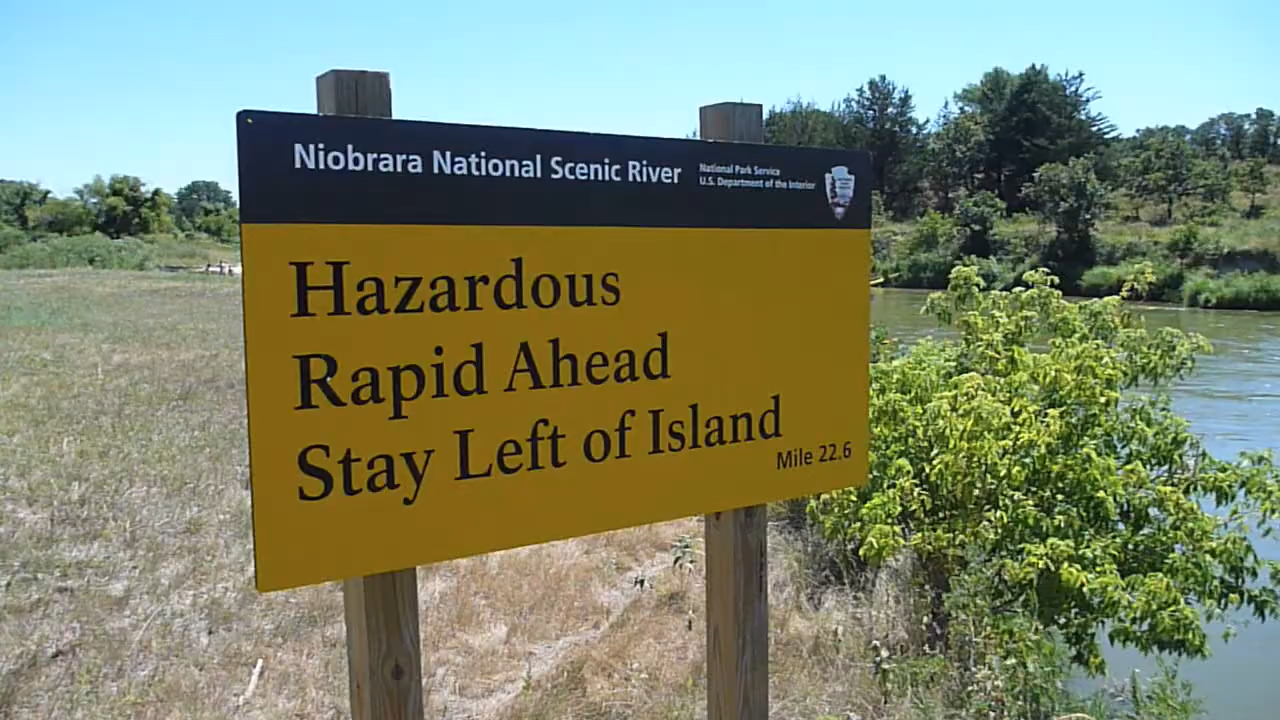 Niobrara National Scenic River
National Park Service
U.S. Department of the Interior
Hazardous
Rapid Ahead
Stay Left of Island
Mile 22.6